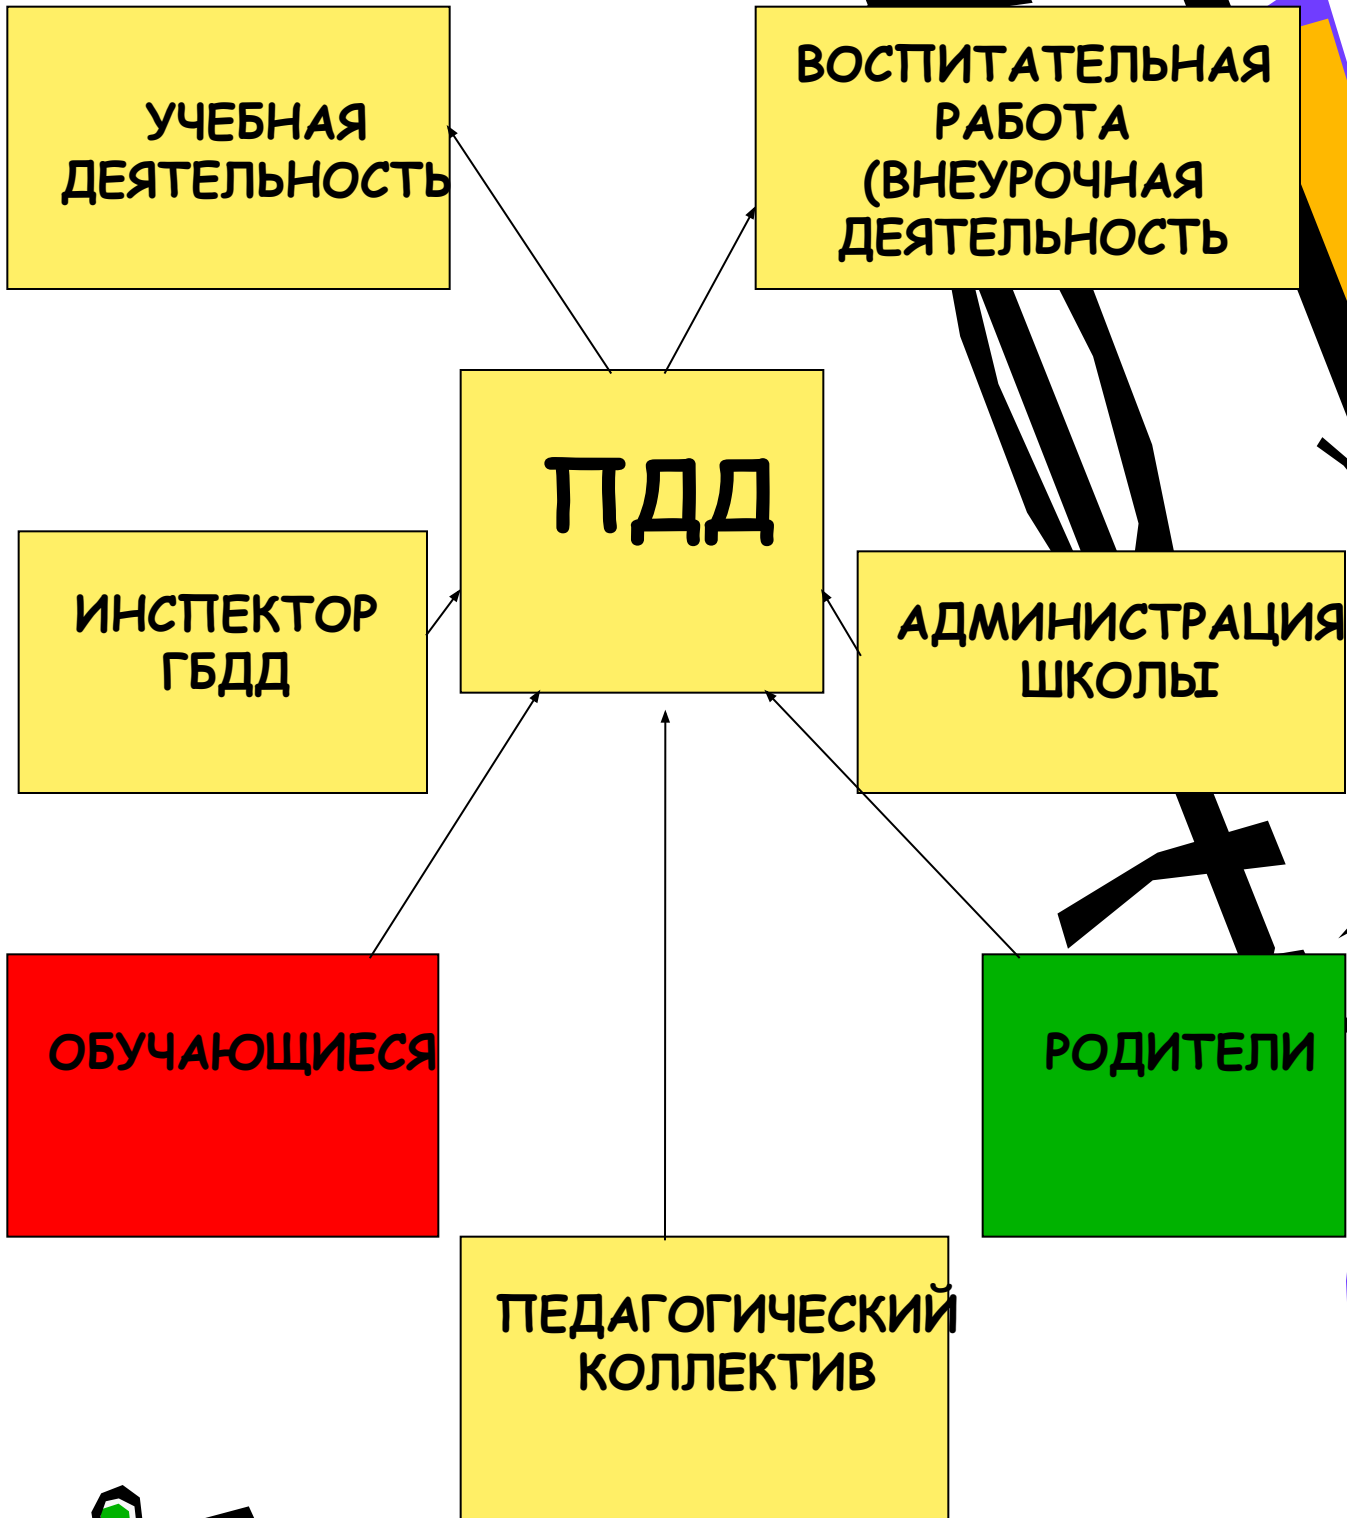 УЧЕБНАЯ
ДЕЯТЕЛЬНОСТЬ
ВОСПИТАТЕЛЬНАЯ
РАБОТА
(ВНЕУРОЧНАЯ
ДЕЯТЕЛЬНОСТЬ
ПДД
ИНСПЕКТОР
ГБДД
АДМИНИСТРАЦИЯ
ШКОЛЫ
ОБУЧАЮЩИЕСЯ
РОДИТЕЛИ
ПЕДАГОГИЧЕСКИЙ
КОЛЛЕКТИВ